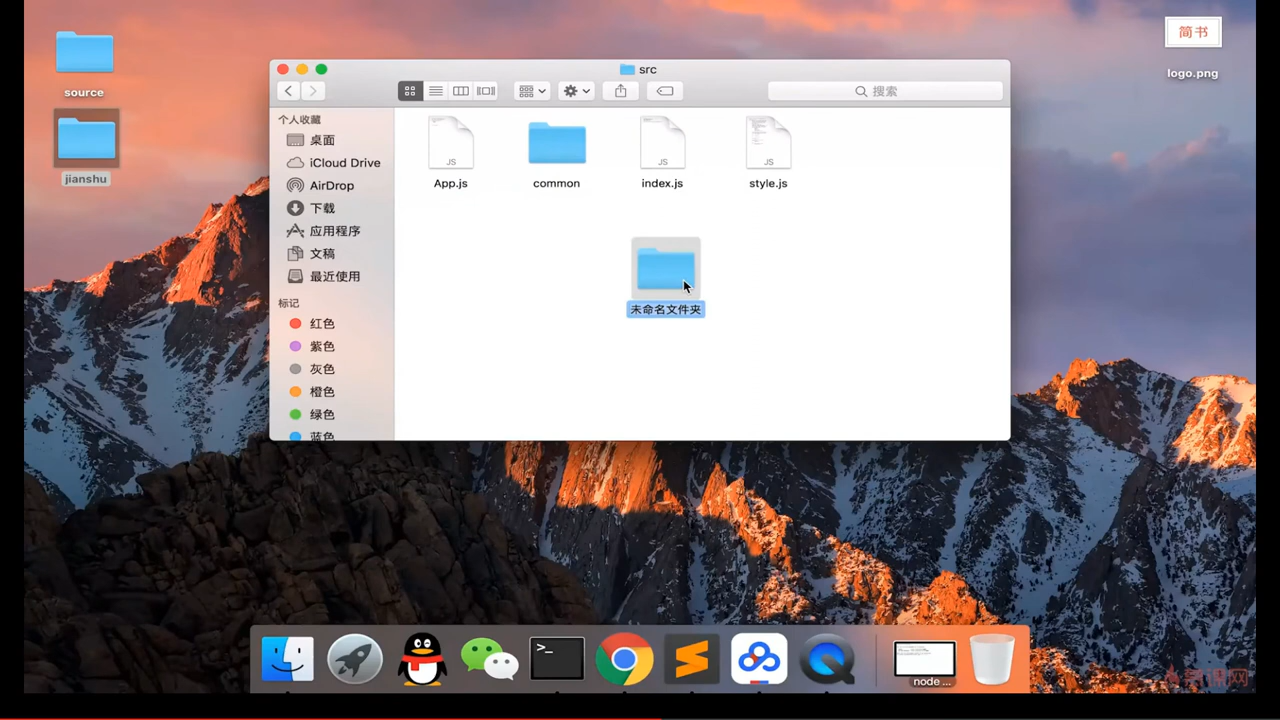 source
jianshu
简书
logo.png
src
搜索
个人收藏
桌面
iCloud Drive
AirDrop
下载
应用程序
文稿
最近使用
标记
红色
紫色
灰色
橙色
绿色
蓝色
JS
App.js
common
JS
index.js
JS
style.js
未命名文件夹
>_
node ...
慕课网